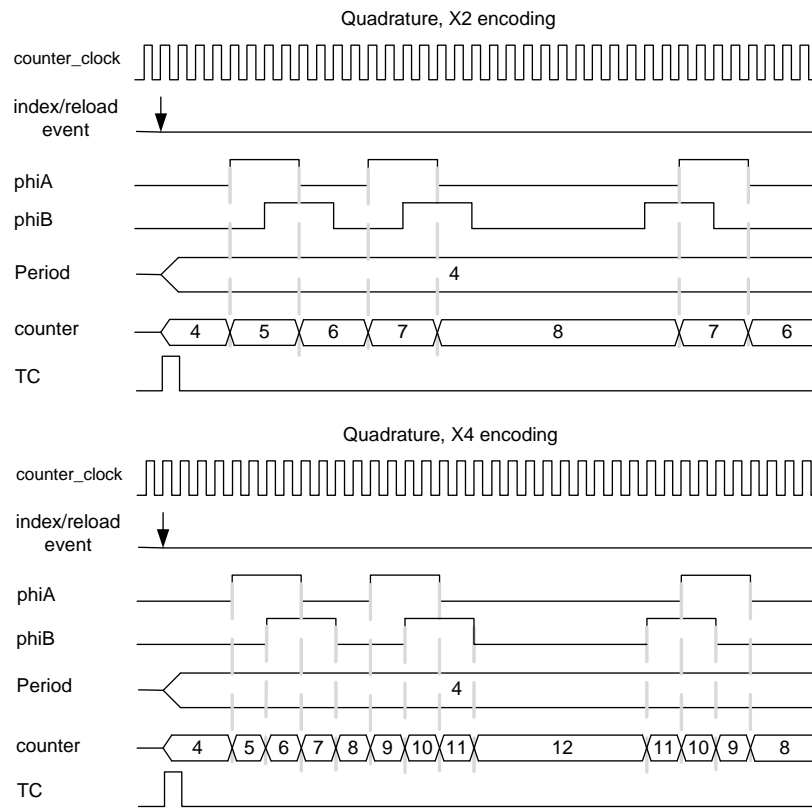 Quadrature, X2 encoding
counter_clock
index/reload
event
phiA
phiB
Period 4
counter 4 5 6 7 8 7 6
TC
Quadrature, X4 encoding
counter_clock
index/reload
event
phiA
phiB
Period 4
counter 4 5 6 7 8 9 10 11 12 11 10 9 8
TC